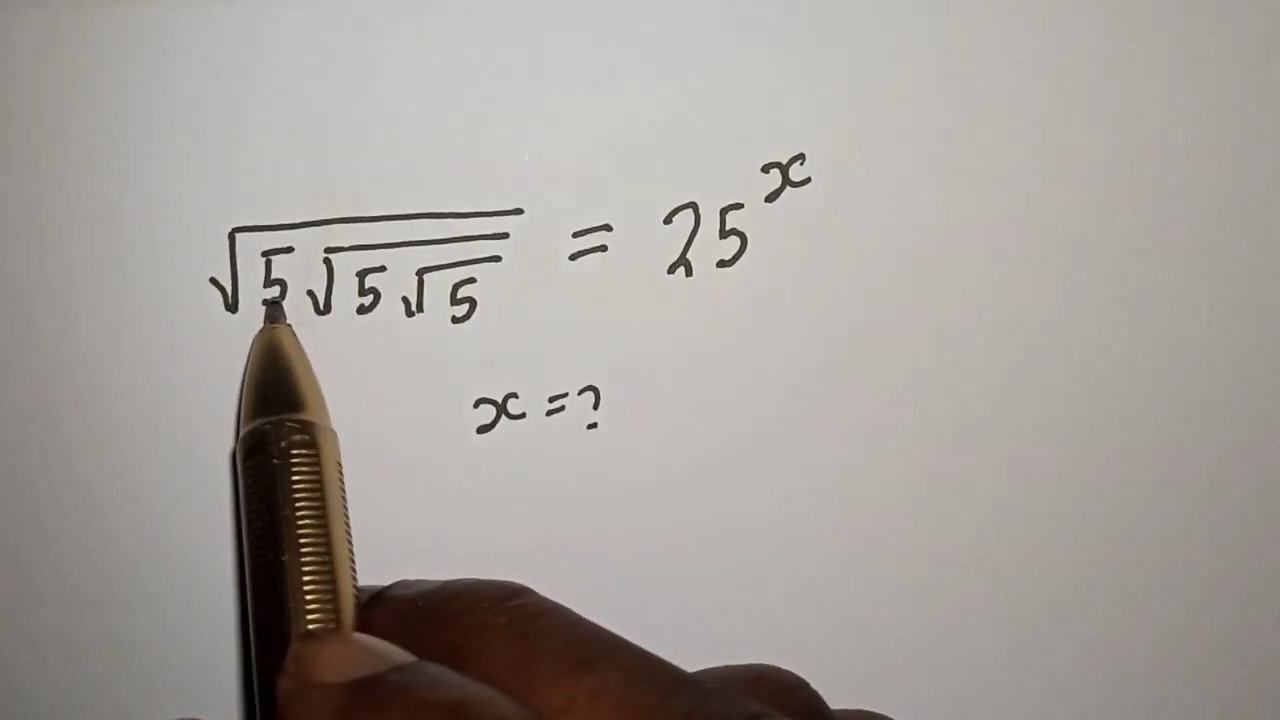 √5√5√5 = 25^x
x = ?